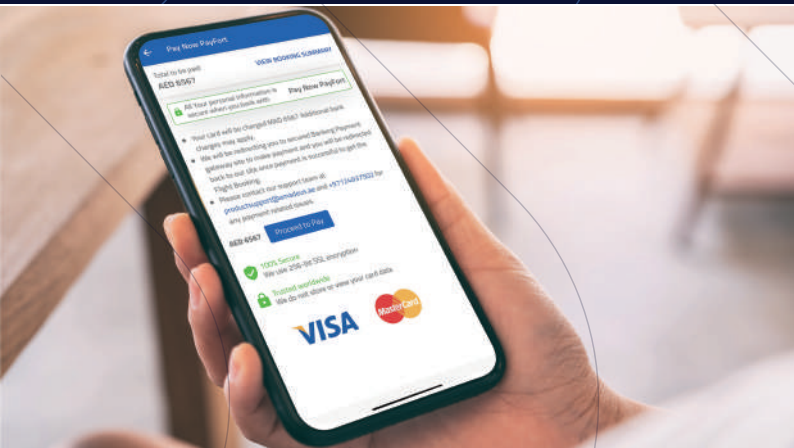 Pay Now PayFort
Total to be paid
AED 6567
VIEW BOOKING SUMMARY
All Your personal information is
secure when you book with
Pay Now PayFort
Your card will be charged 6567 Additional bank
charges may apply.
We will be redirecting you to secured Banking Payment
gateway site to make payment and you will be redirected
back to our site once payment is successful to get the
Flight Booking.
Please contact our support team at
productsupport@amadeus.ae and for
any payment related issues.
AED 6567
Proceed to Pay
100% Secure
We use 256-bit SSL encryption
Trusted worldwide
We do not store or view your card data
VISA
MasterCard